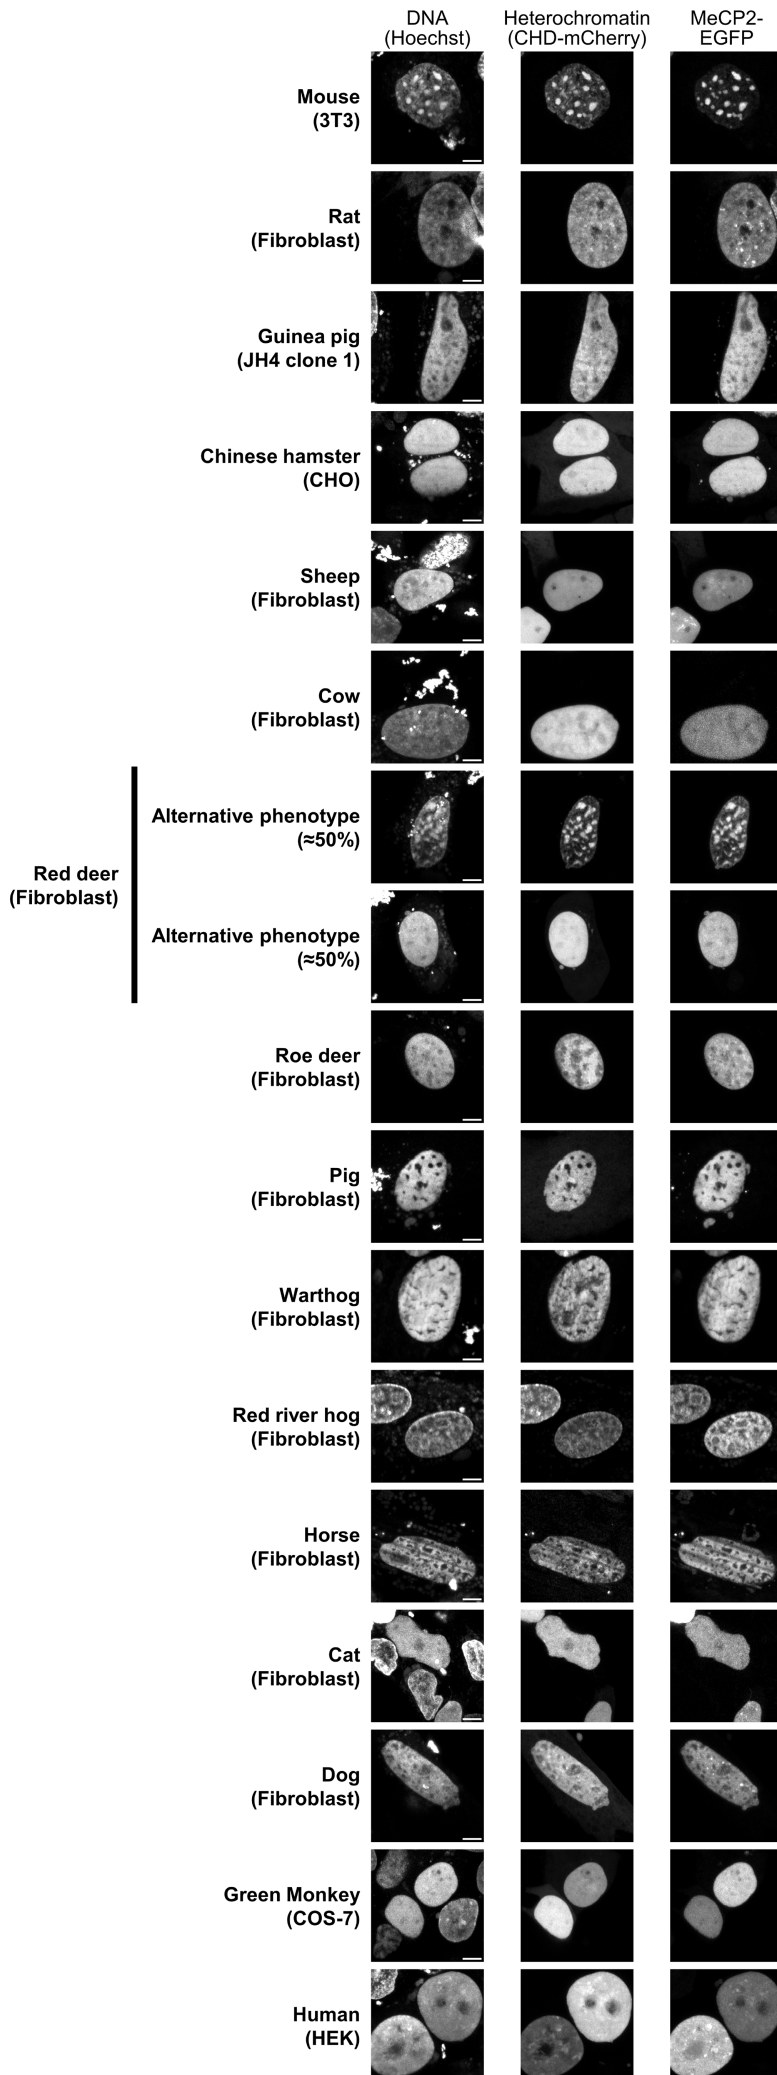 DNA
(Hoechst)
Heterochromatin
(CHD-mCherry)
MeCP2-
EGFP
Mouse
(3T3)
Rat
(Fibroblast)
Guinea pig
(JH4 clone 1)
Chinese hamster
(CHO)
Sheep
(Fibroblast)
Cow
(Fibroblast)
Red deer
(Fibroblast)
Alternative phenotype
(≈50%)
Alternative phenotype
(≈50%)
Roe deer
(Fibroblast)
Pig
(Fibroblast)
Warthog
(Fibroblast)
Red river hog
(Fibroblast)
Horse
(Fibroblast)
Cat
(Fibroblast)
Dog
(Fibroblast)
Green Monkey
(COS-7)
Human
(HEK)